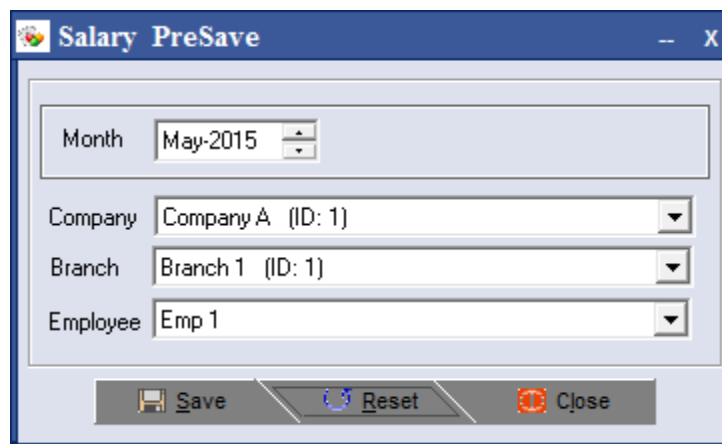 Salary PreSave
Month May-2015
Company Company A (ID: 1)
Branch Branch 1 (ID: 1)
Employee Emp 1
Save Reset Close